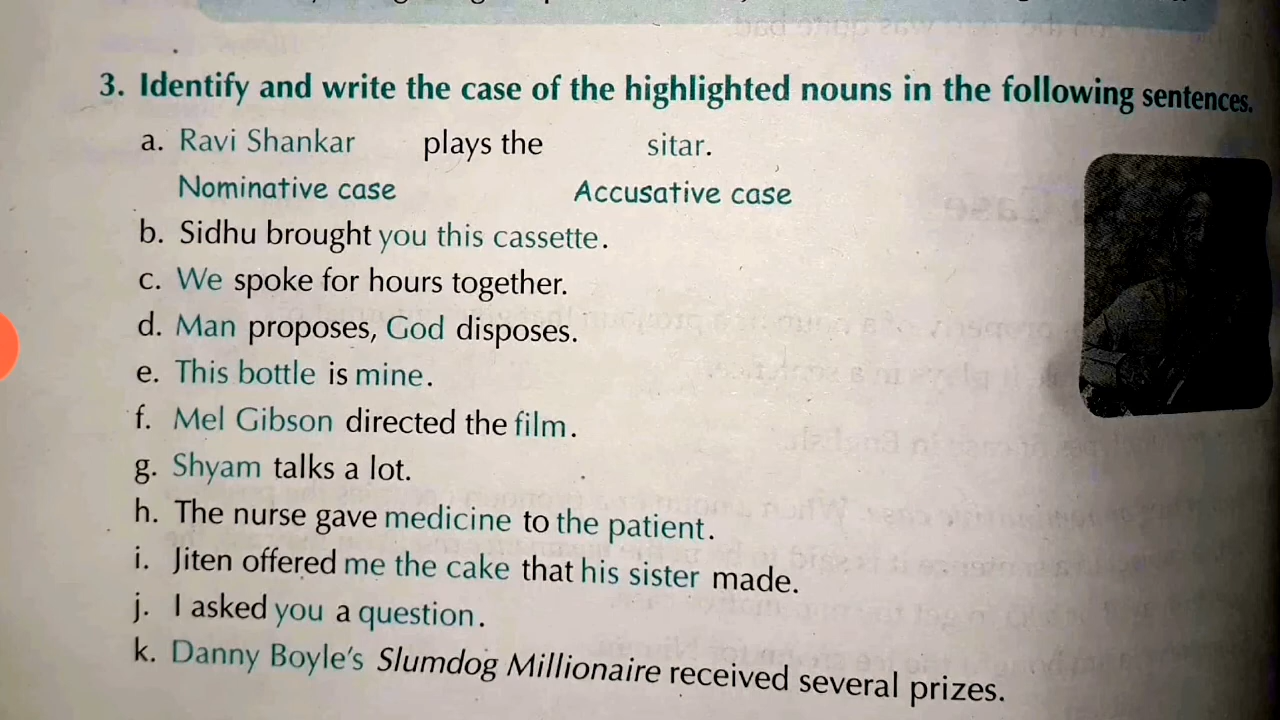 3. Identify and write the case of the highlighted nouns in the following sentences.
a. Ravi Shankar plays the sitar.
Nominative case Accusative case
b. Sidhu brought you this cassette.
c. We spoke for hours together.
d. Man proposes, God disposes.
e. This bottle is mine.
f. Mel Gibson directed the film.
g. Shyam talks a lot.
h. The nurse gave medicine to the patient.
i. Jiten offered me the cake that his sister made.
j. I asked you a question.
k. Danny Boyle's Slumdog Millionaire received several prizes.